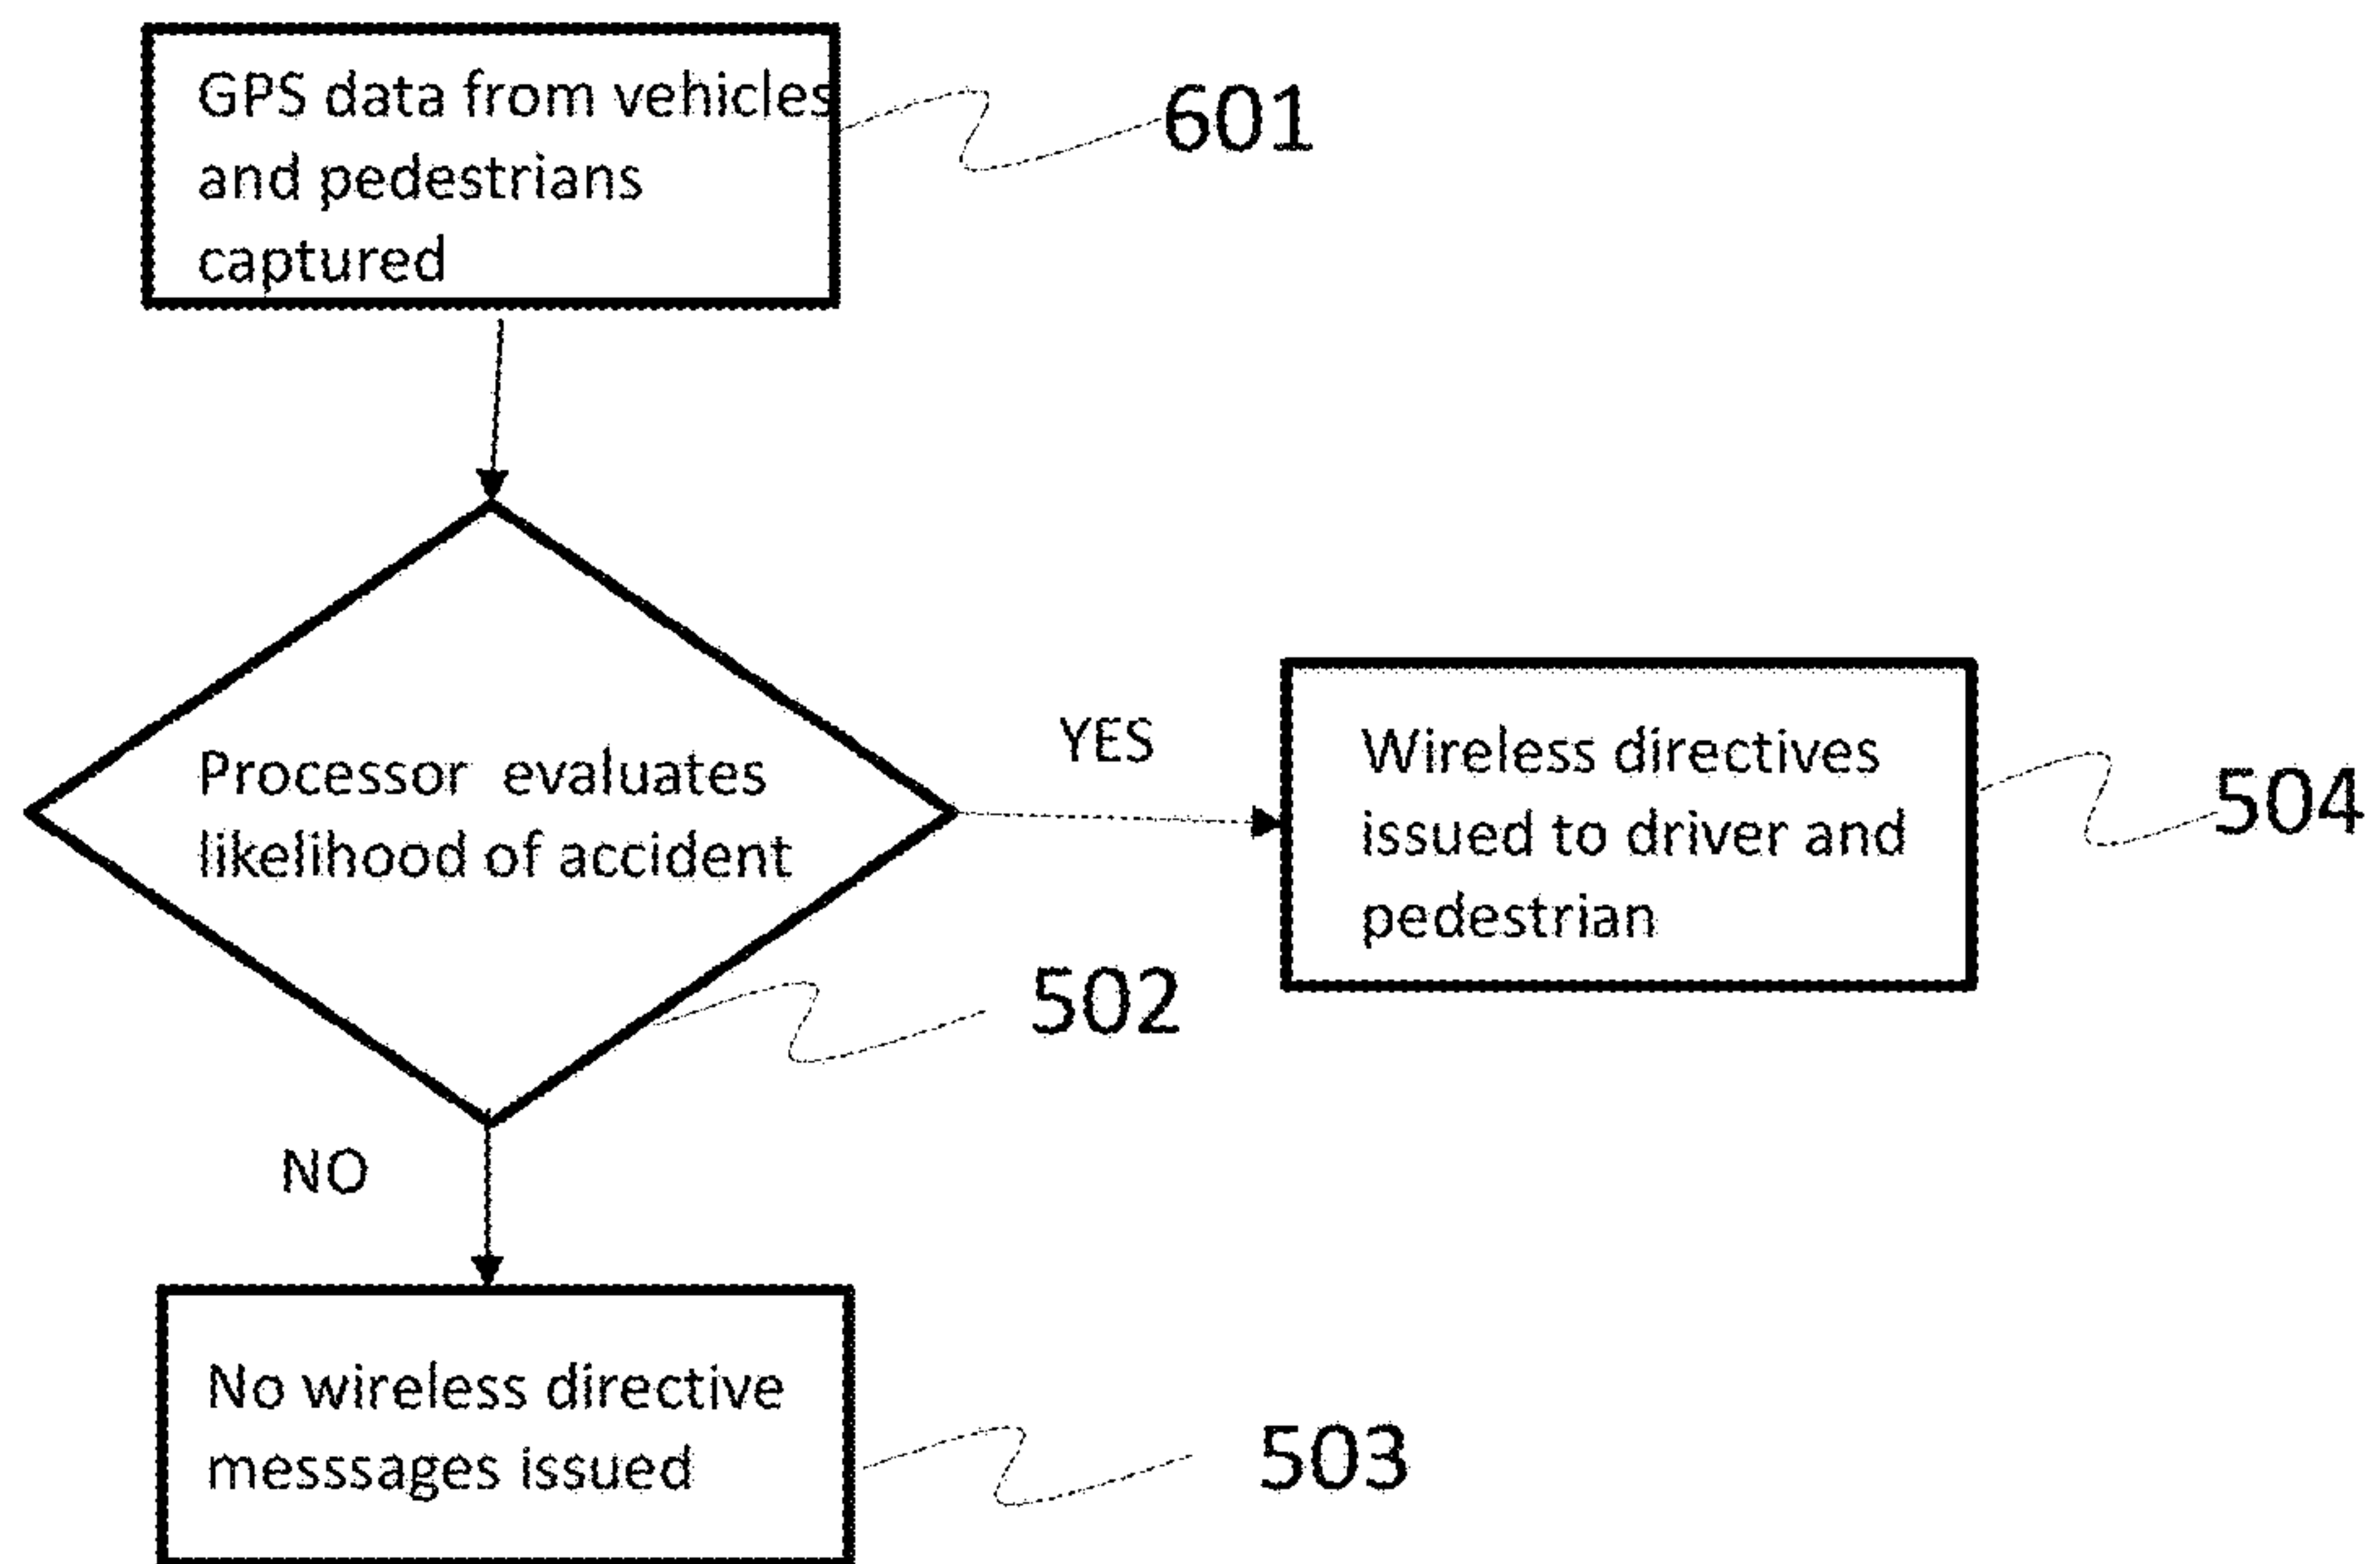 GPS data from vehicles
and pedestrians
captured
601
Processor evaluates
likelihood of accident
YES
Wireless directives
issued to driver and
pedestrian
504
502
NO
No wireless directive
messsages issued
503